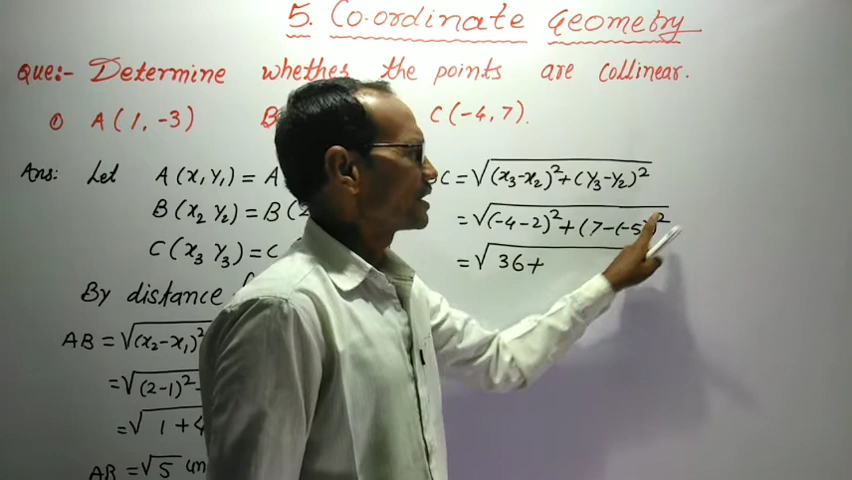 5. Co-ordinate Geometry
Que:- Determine whether the points are collinear.
① A(1,-3) B C(-4,7).
Ans: Let A(x, y₁) = A
B(x₂ y₂) = B(2
C(x₃ y₃) = C
By distance
AB = √(x₂-x₁)²
= √(2-1)²
= √ 1 + 4
AB = √5
C = √(x₃-x₂)²+(y₃-y₂)²
= √(-4-2)²+(7-(-5))²
= √ 36+